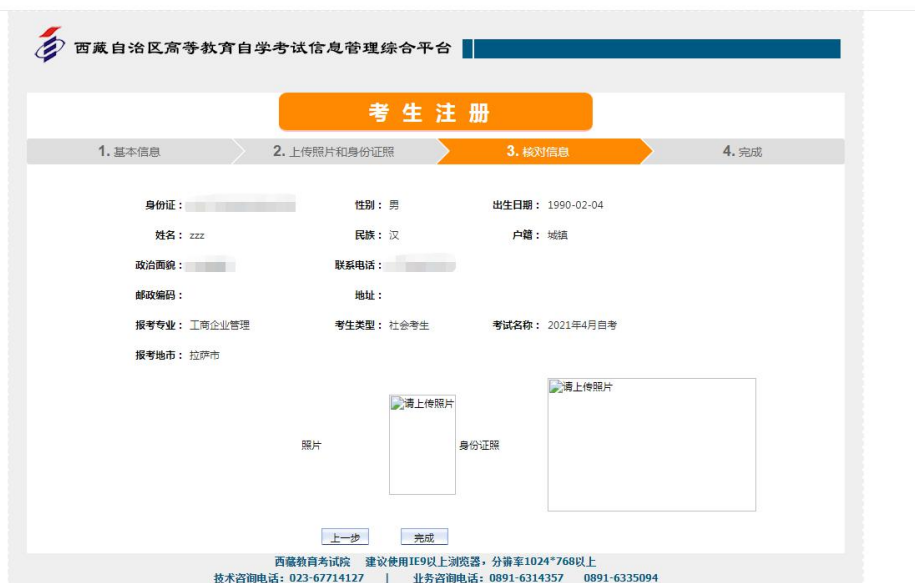 西藏自治区高等教育自学考试信息管理综合平台
考生注册
1. 基本信息 2. 上传照片和身份证照 3. 核对信息 4. 完成
身份证： 性别： 男 出生日期： 1990-02-04
姓名： zzz 民族： 汉 户籍： 城镇
政治面貌： 联系电话：
邮政编码： 地址：
报考专业： 工商企业管理 考生类型： 社会考生 考试名称： 2021年4月自考
报考地市： 拉萨市
请上传照片 请上传照片
照片 身份证照
上一步 完成
西藏教育考试院 建议使用IE9以上浏览器，分辨率1024*768以上
技术咨询电话：023-67714127 | 业务咨询电话：0891-6314357 0891-6335094